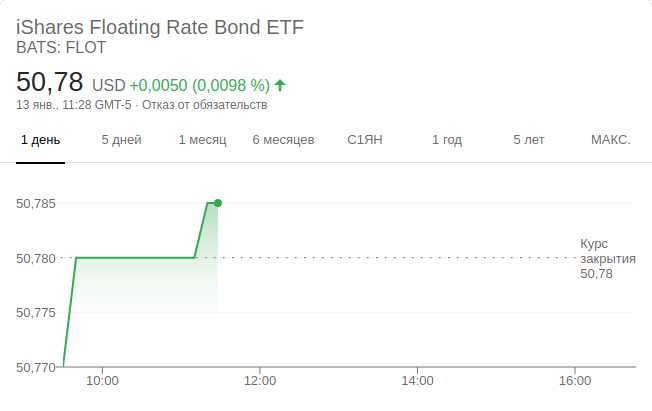 iShares Floating Rate Bond ETF
BATS: FLOT
50,78 USD +0,0050 (0,0098 %)
13 янв., 11:28 GMT-5 · Отказ от обязательств
1 день 5 дней 1 месяц 6 месяцев С1ЯН 1 год 5 лет МАКС.
50,785
Курс
50,780 закрытия
50,78
50,775
50,770
10:00 12:00 14:00 16:00